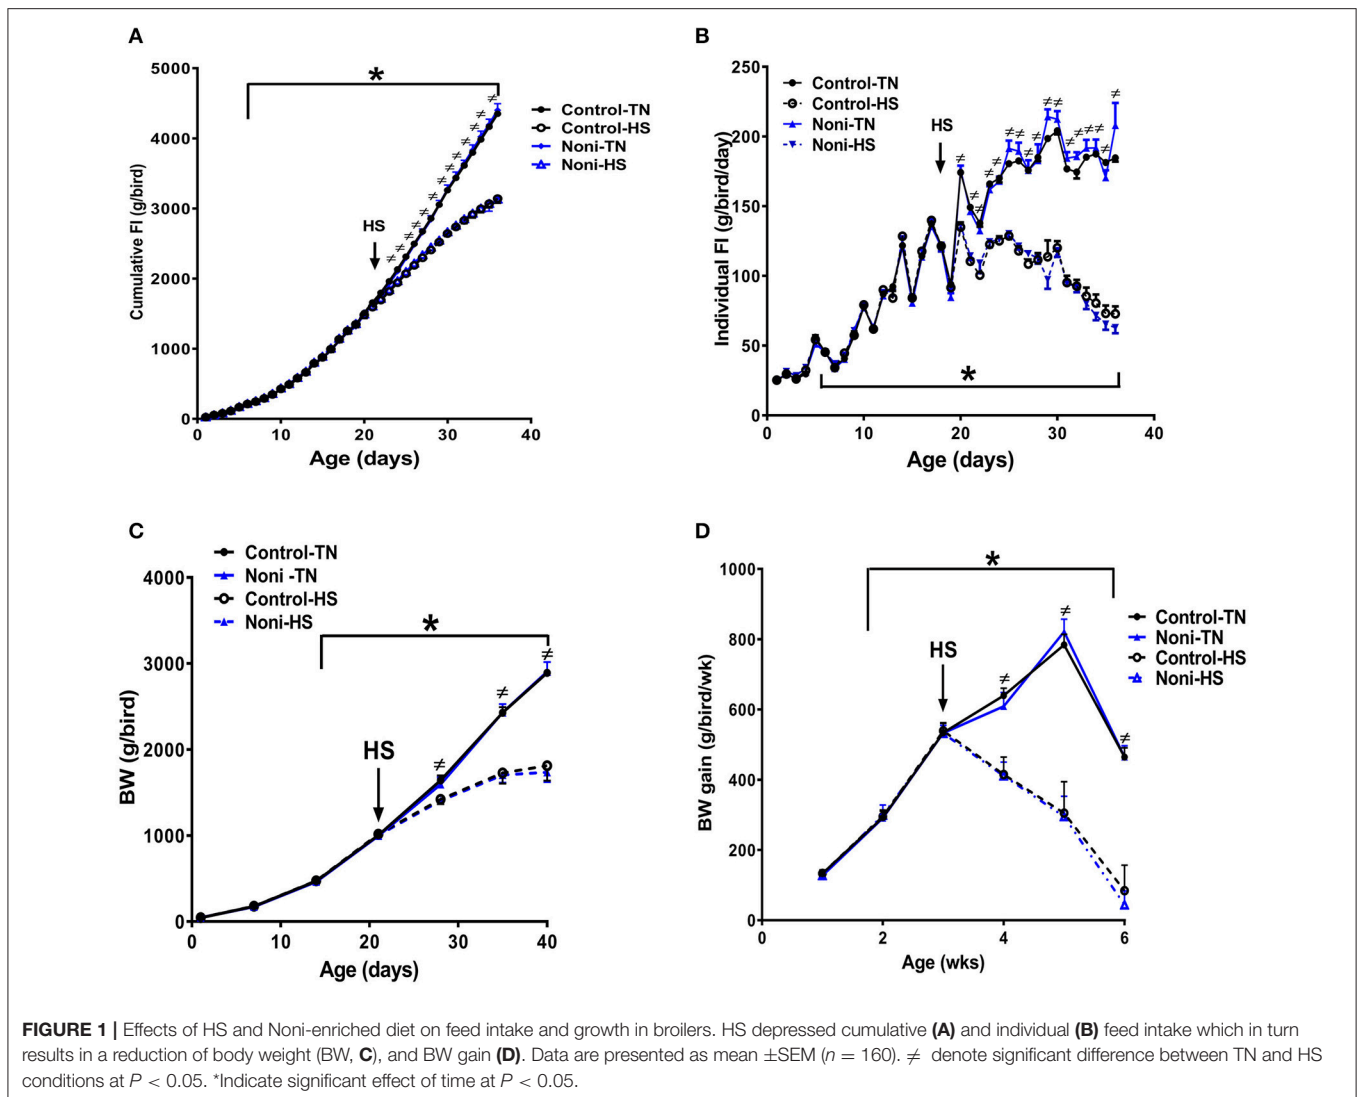 A
5000
4000
3000
2000
1000
0
0 10 20 30 40
Cumulative FI (g/bird)
Age (days)
*
HS
≠ ≠ ≠ ≠ ≠ ≠ ≠ ≠ ≠ ≠ ≠ ≠ ≠
Control-TN
Control-HS
Noni-TN
Noni-HS
B
250
200
150
100
50
0
0 10 20 30 40
Individual FI (g/bird/day)
Age (days)
Control-TN
Control-HS
Noni-TN
Noni-HS
HS
≠ ≠ ≠ ≠ ≠ ≠ ≠ ≠ ≠ ≠ ≠ ≠ ≠ ≠ ≠ ≠ ≠
*
C
Control-TN
Noni -TN
Control-HS
Noni-HS
4000
3000
2000
1000
0
0 10 20 30 40
BW (g/bird)
Age (days)
*
HS
≠ ≠ ≠
D
1000
800
600
400
200
0
0 2 4 6
BW gain (g/bird/wk)
Age (wks)
*
HS
≠ ≠ ≠
Control-TN
Noni-TN
Control-HS
Noni-HS
FIGURE 1 | Effects of HS and Noni-enriched diet on feed intake and growth in broilers. HS depressed cumulative (A) and individual (B) feed intake which in turn
results in a reduction of body weight (BW, C), and BW gain (D). Data are presented as mean ±SEM (n = 160). ≠ denote significant difference between TN and HS
conditions at P < 0.05. *Indicate significant effect of time at P < 0.05.